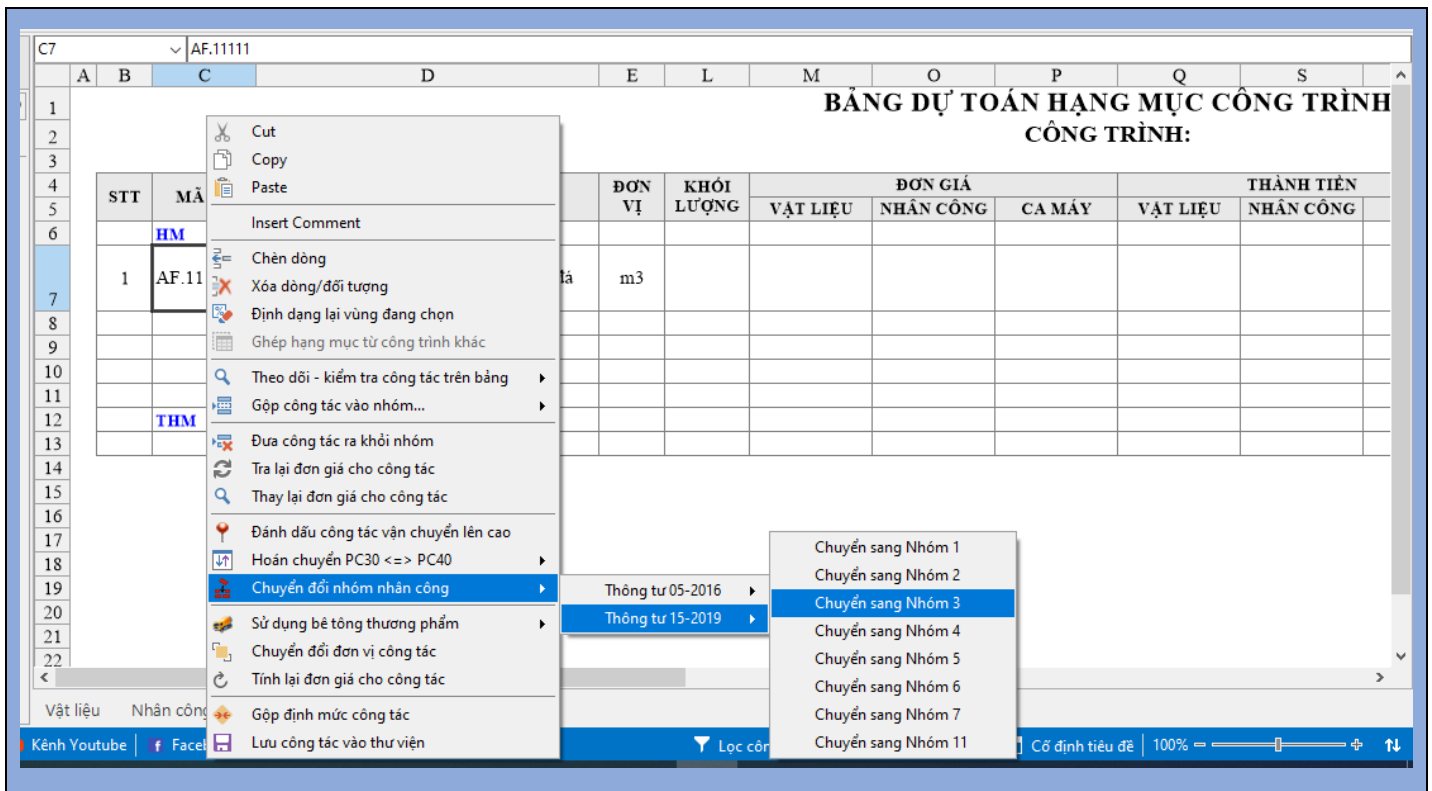 C7 AF.11111
A B C D E L M O P Q S
1 BẢNG DỰ TOÁN HẠNG MỤC CÔNG TRÌNH
2 CÔNG TRÌNH:
3
4 STT MÃ ĐƠN VỊ KHỐI LƯỢNG ĐƠN GIÁ THÀNH TIỀN
5 VẬT LIỆU NHÂN CÔNG CA MÁY VẬT LIỆU NHÂN CÔNG
6 HM
7 1 AF.11 đá m3
8
9
10
11
12 THM
13
14
15
16
17
18
19
20
21
22
Cut
Copy
Paste
Insert Comment
Chèn dòng
Xóa dòng/đối tượng
Định dạng lại vùng đang chọn
Ghép hạng mục từ công trình khác
Theo dõi - kiểm tra công tác trên bảng
Gộp công tác vào nhóm...
Đưa công tác ra khỏi nhóm
Tra lại đơn giá cho công tác
Thay lại đơn giá cho công tác
Đánh dấu công tác vận chuyển lên cao
Hoán chuyển PC30 <=> PC40
Chuyển đổi nhóm nhân công
Sử dụng bê tông thương phẩm
Chuyển đổi đơn vị công tác
Tính lại đơn giá cho công tác
Gộp định mức công tác
Lưu công tác vào thư viện
Thông tư 05-2016
Thông tư 15-2019
Chuyển sang Nhóm 1
Chuyển sang Nhóm 2
Chuyển sang Nhóm 3
Chuyển sang Nhóm 4
Chuyển sang Nhóm 5
Chuyển sang Nhóm 6
Chuyển sang Nhóm 7
Chuyển sang Nhóm 11
Vật liệu Nhân công
Kênh Youtube Lọc Cố định tiêu đề 100%